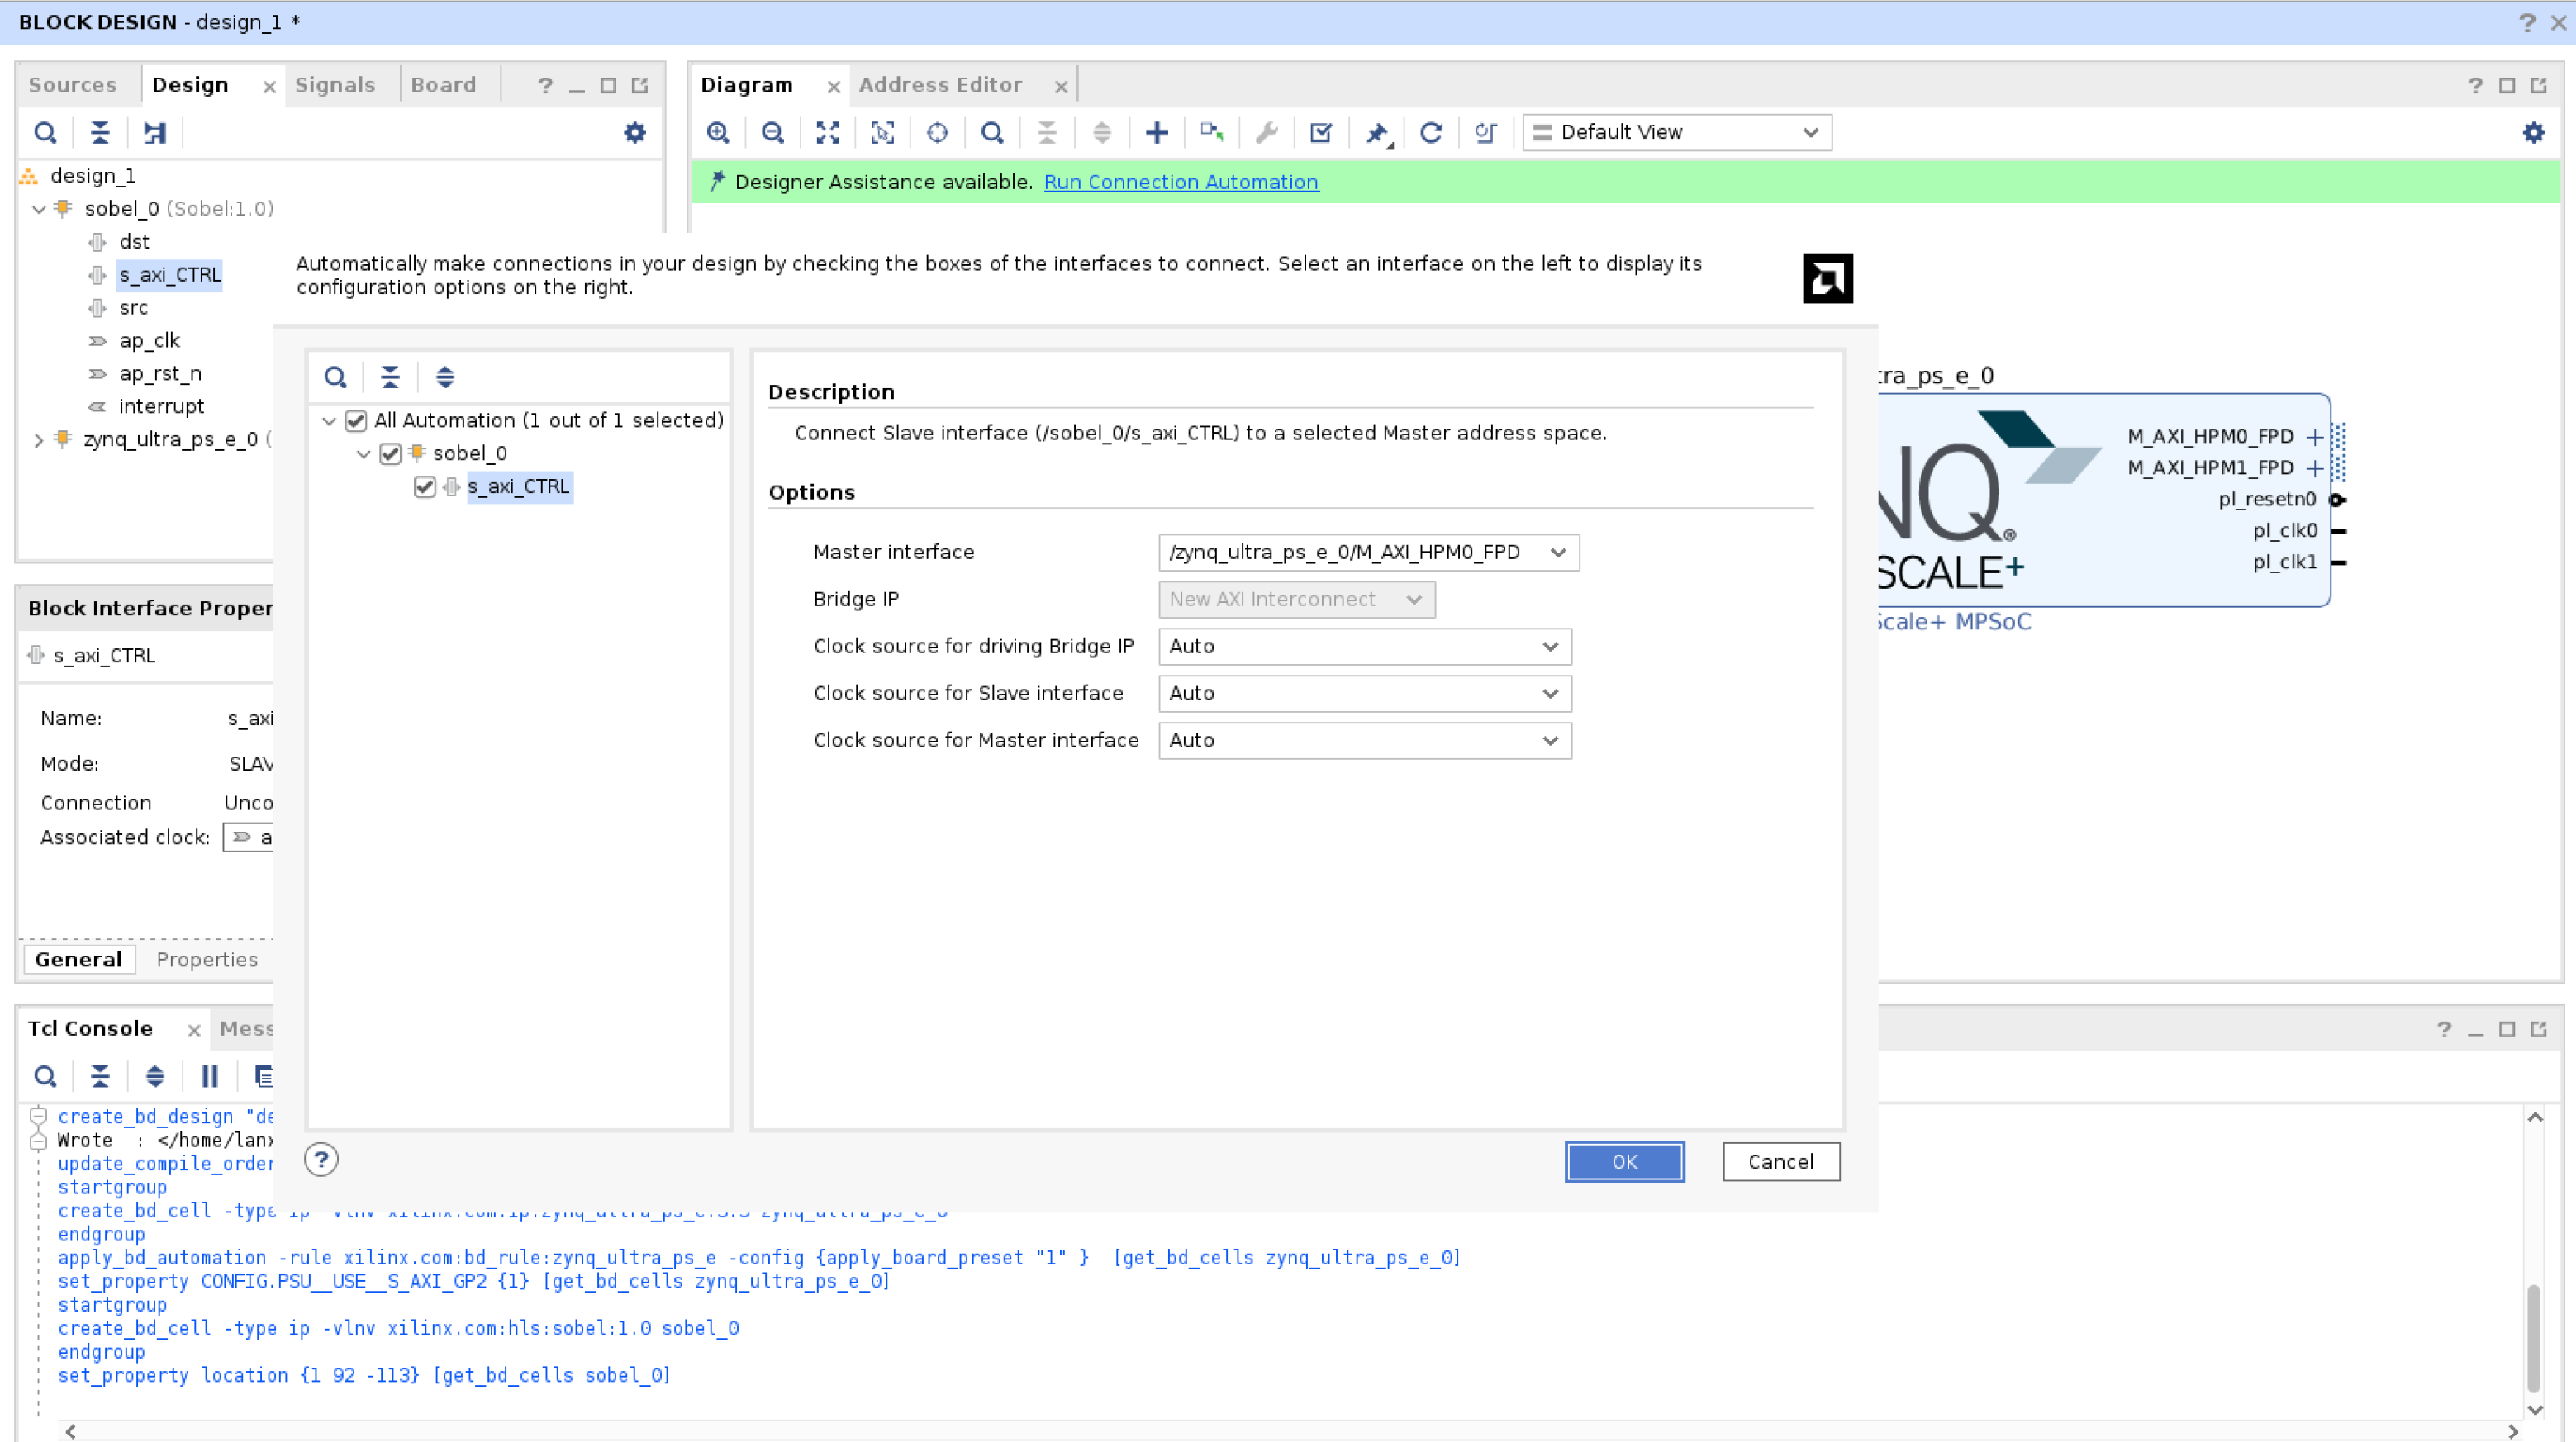 BLOCK DESIGN - design_1 *
Sources
Design
Signals
Board
design_1
sobel_0 (Sobel:1.0)
dst
s_axi_CTRL
src
ap_clk
ap_rst_n
interrupt
zynq_ultra_ps_e_0 (
Diagram
Address Editor
Default View
Designer Assistance available. Run Connection Automation
Automatically make connections in your design by checking the boxes of the interfaces to connect. Select an interface on the left to display its
configuration options on the right.
All Automation (1 out of 1 selected)
sobel_0
s_axi_CTRL
Description
Connect Slave interface (/sobel_0/s_axi_CTRL) to a selected Master address space.
Options
Master interface /zynq_ultra_ps_e_0/M_AXI_HPM0_FPD
Bridge IP New AXI Interconnect
Clock source for driving Bridge IP Auto
Clock source for Slave interface Auto
Clock source for Master interface Auto
OK
Cancel
tra_ps_e_0
NQ®
SCALE+
M_AXI_HPM0_FPD
M_AXI_HPM1_FPD
pl_resetn0
pl_clk0
pl_clk1
Scale+ MPSoC
Block Interface Proper
s_axi_CTRL
Name: s_axi
Mode: SLAV
Connection Unco
Associated clock: a
General
Properties
Tcl Console
Mess
create_bd_design "de
Wrote : </home/lanx
update_compile_order
startgroup
create_bd_cell -type ip -vlnv xilinx.com:ip:zynq_ultra_ps_e:3.3 zynq_ultra_ps_e_0
endgroup
apply_bd_automation -rule xilinx.com:bd_rule:zynq_ultra_ps_e -config {apply_board_preset "1" } [get_bd_cells zynq_ultra_ps_e_0]
set_property CONFIG.PSU__USE__S_AXI_GP2 {1} [get_bd_cells zynq_ultra_ps_e_0]
startgroup
create_bd_cell -type ip -vlnv xilinx.com:hls:sobel:1.0 sobel_0
endgroup
set_property location {1 92 -113} [get_bd_cells sobel_0]